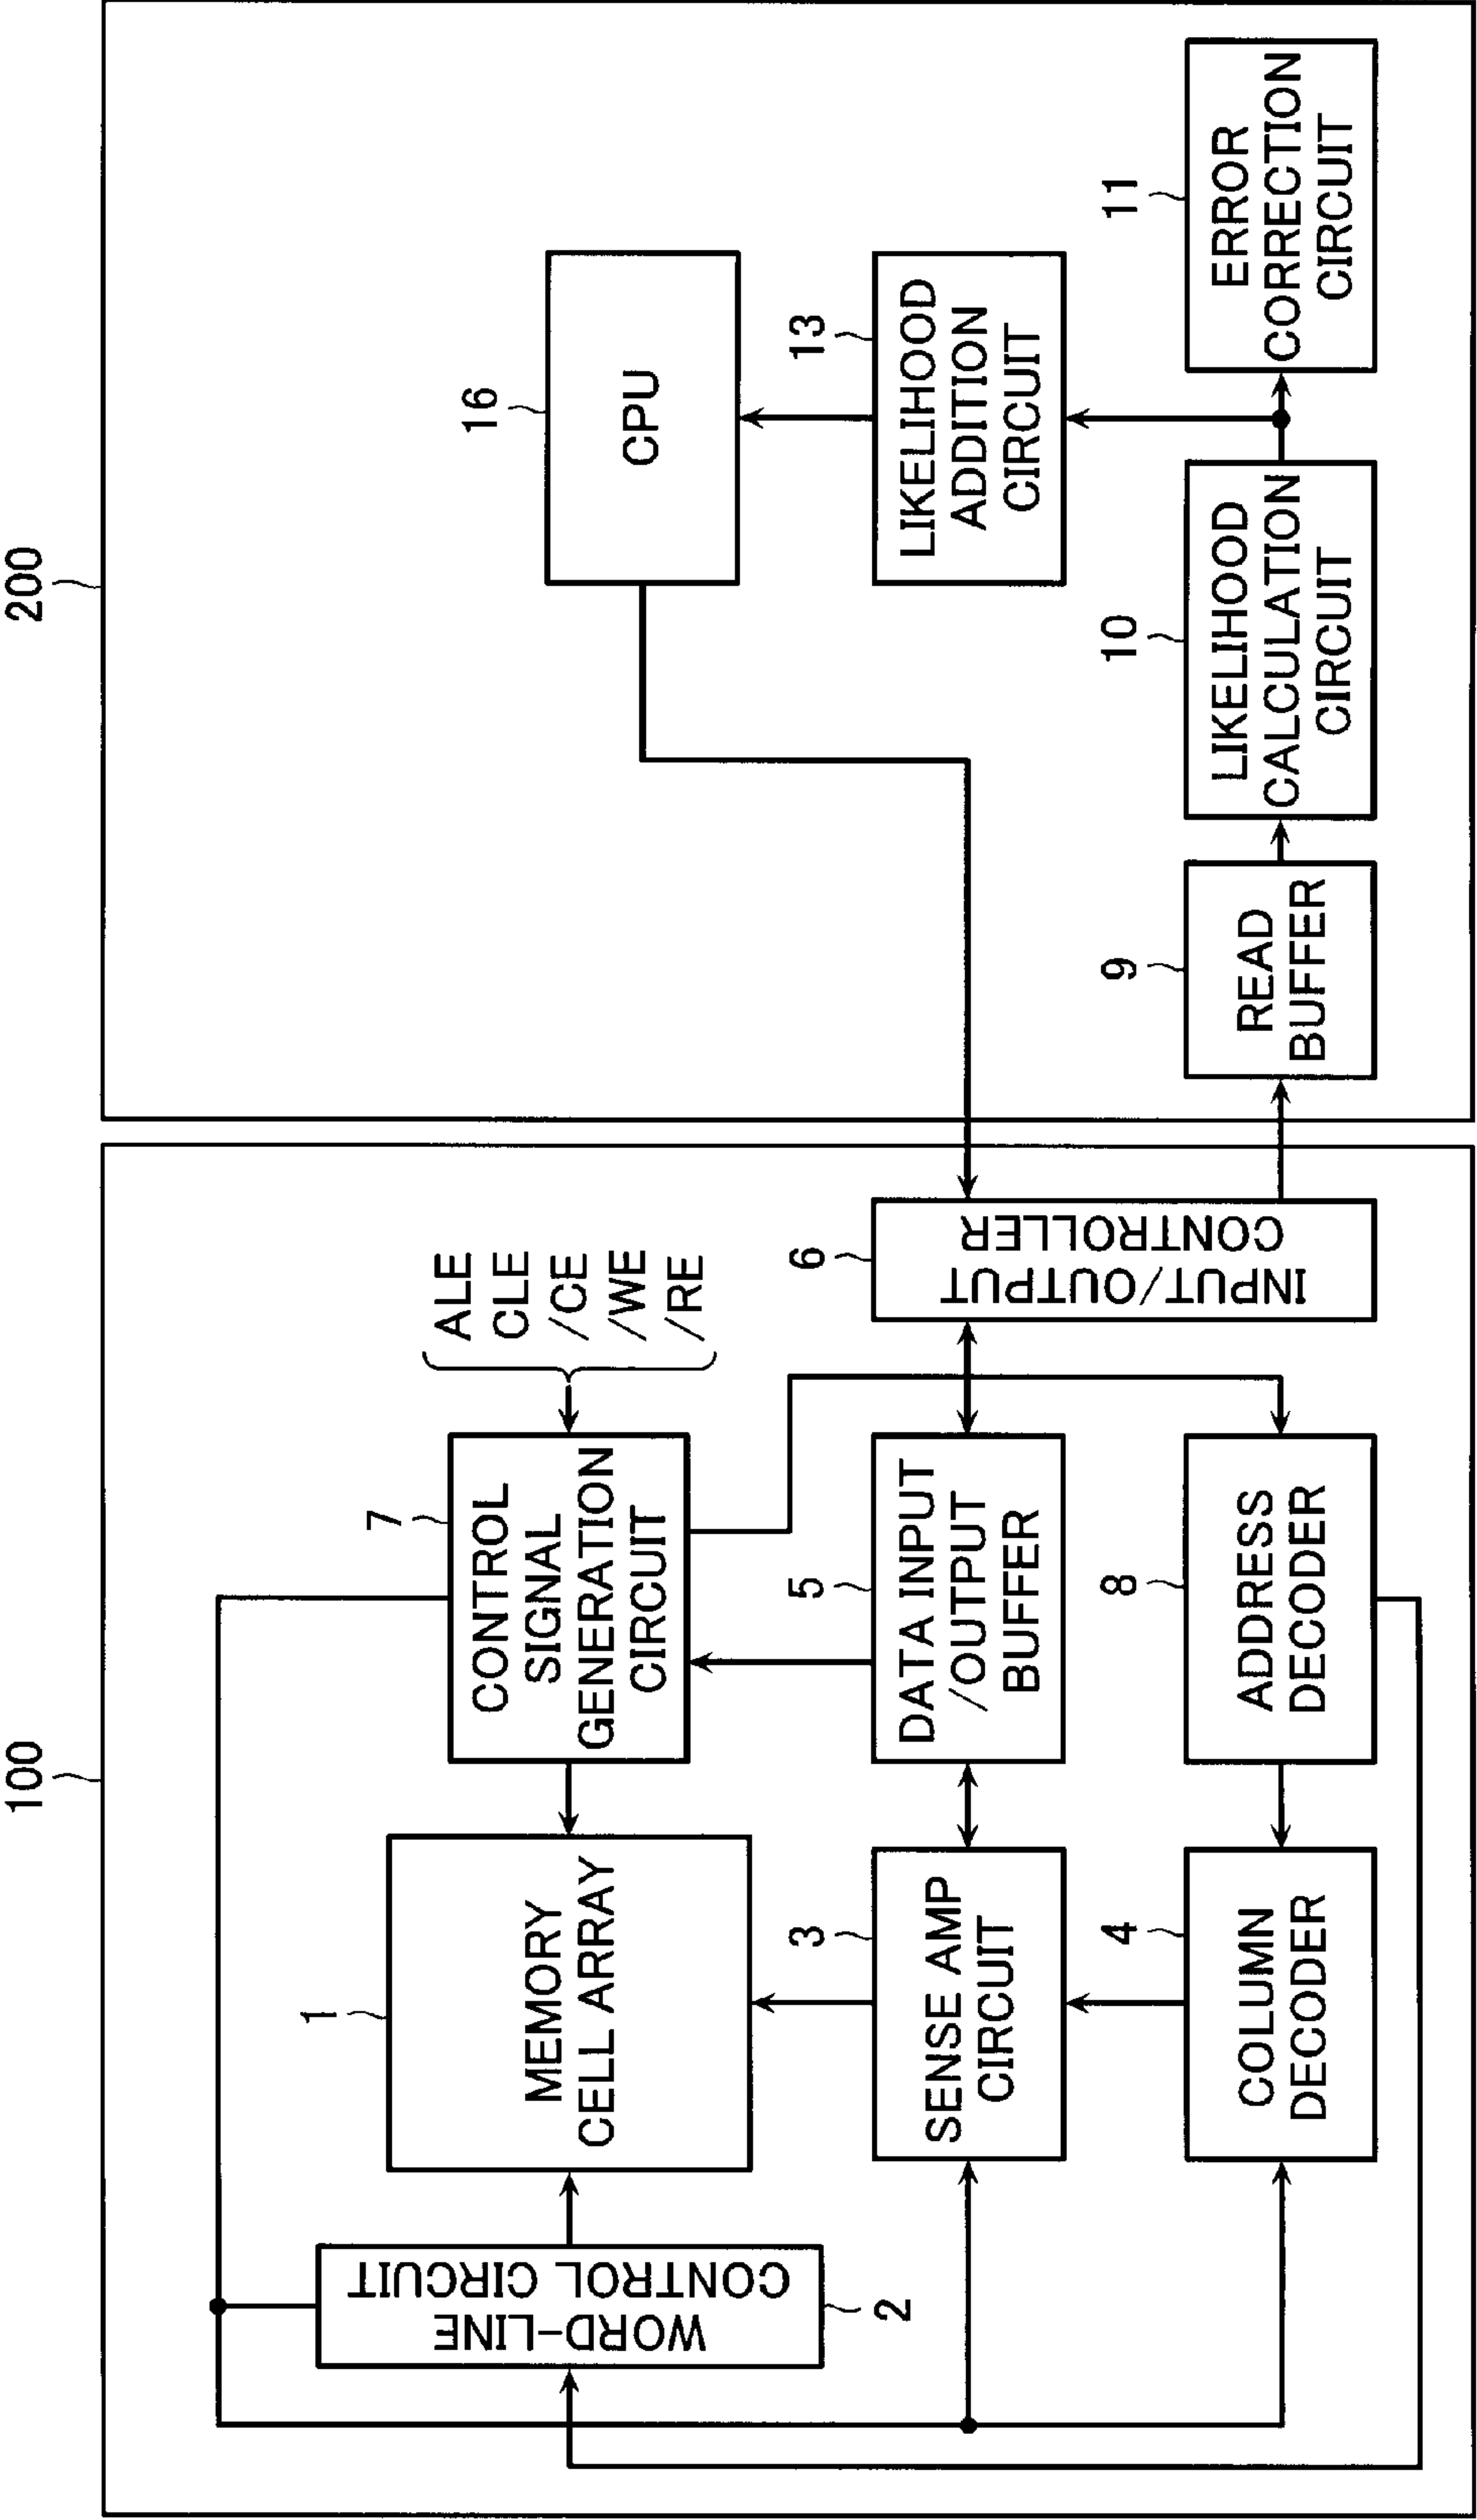 100
200
1
MEMORY
CELL ARRAY
7
CONTROL
SIGNAL
GENERATION
CIRCUIT
ALE
CLE
/CE
/WE
/RE
16
CPU
WORD-LINE
CONTROL CIRCUIT
2
3
SENSE AMP
CIRCUIT
5
DATA INPUT
/OUTPUT
BUFFER
6
INPUT/OUTPUT
CONTROLLER
13
LIKELIHOOD
ADDITION
CIRCUIT
4
COLUMN
DECODER
8
ADDRESS
DECODER
9
READ
BUFFER
10
LIKELIHOOD
CALCULATION
CIRCUIT
11
ERROR
CORRECTION
CIRCUIT